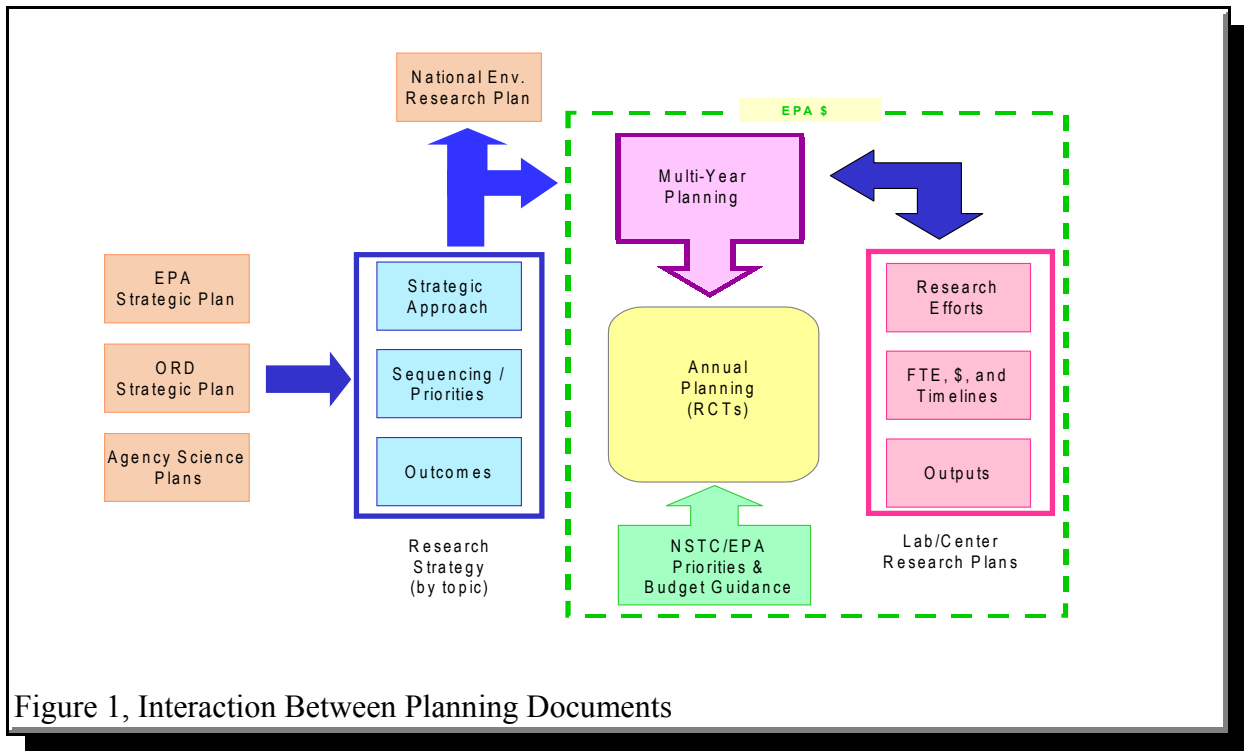 National Env.
Research Plan
EPA $
Multi-Year
Planning
EPA
Strategic Plan
ORD
Strategic Plan
Agency Science
Plans
Strategic
Approach
Sequencing /
Priorities
Outcomes
Research
Strategy
(by topic)
Annual
Planning
(RCTs)
NSTC/EPA
Priorities &
Budget Guidance
Research
Efforts
FTE, $, and
Timelines
Outputs
Lab/Center
Research Plans
Figure 1, Interaction Between Planning Documents